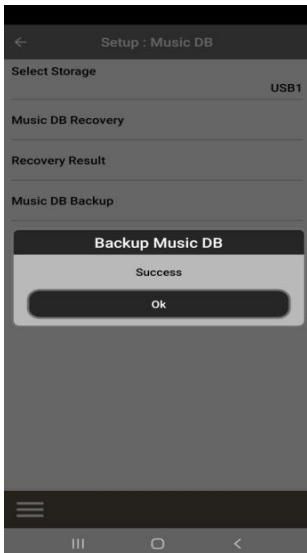 Setup : Music DB
Select Storage
USB1
Music DB Recovery
Recovery Result
Music DB Backup
Backup Music DB
Success
Ok